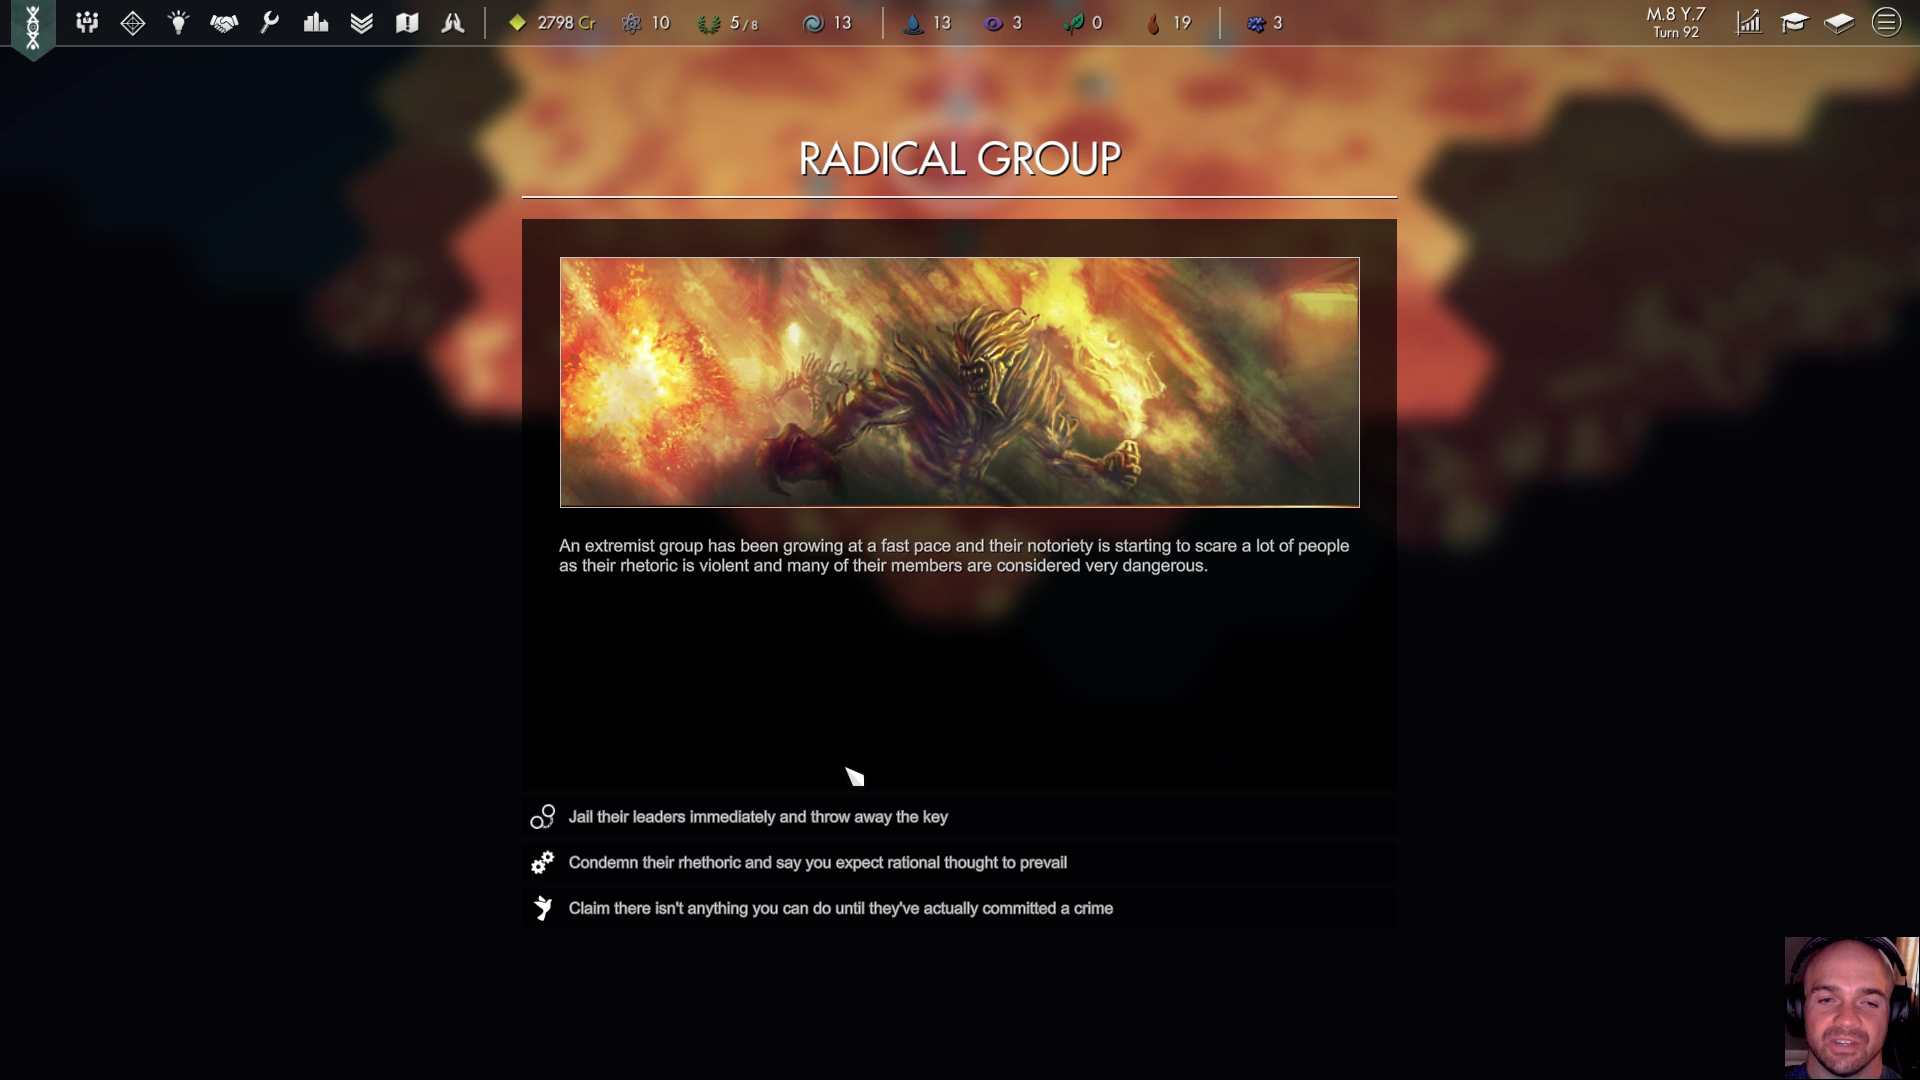 2798 Cr 10 5/8 13 13 3 0 19 3
M.8 Y.7
Turn 92
RADICAL GROUP
An extremist group has been growing at a fast pace and their notoriety is starting to scare a lot of people
as their rhetoric is violent and many of their members are considered very dangerous.
Jail their leaders immediately and throw away the key
Condemn their rhethoric and say you expect rational thought to prevail
Claim there isn't anything you can do until they've actually committed a crime